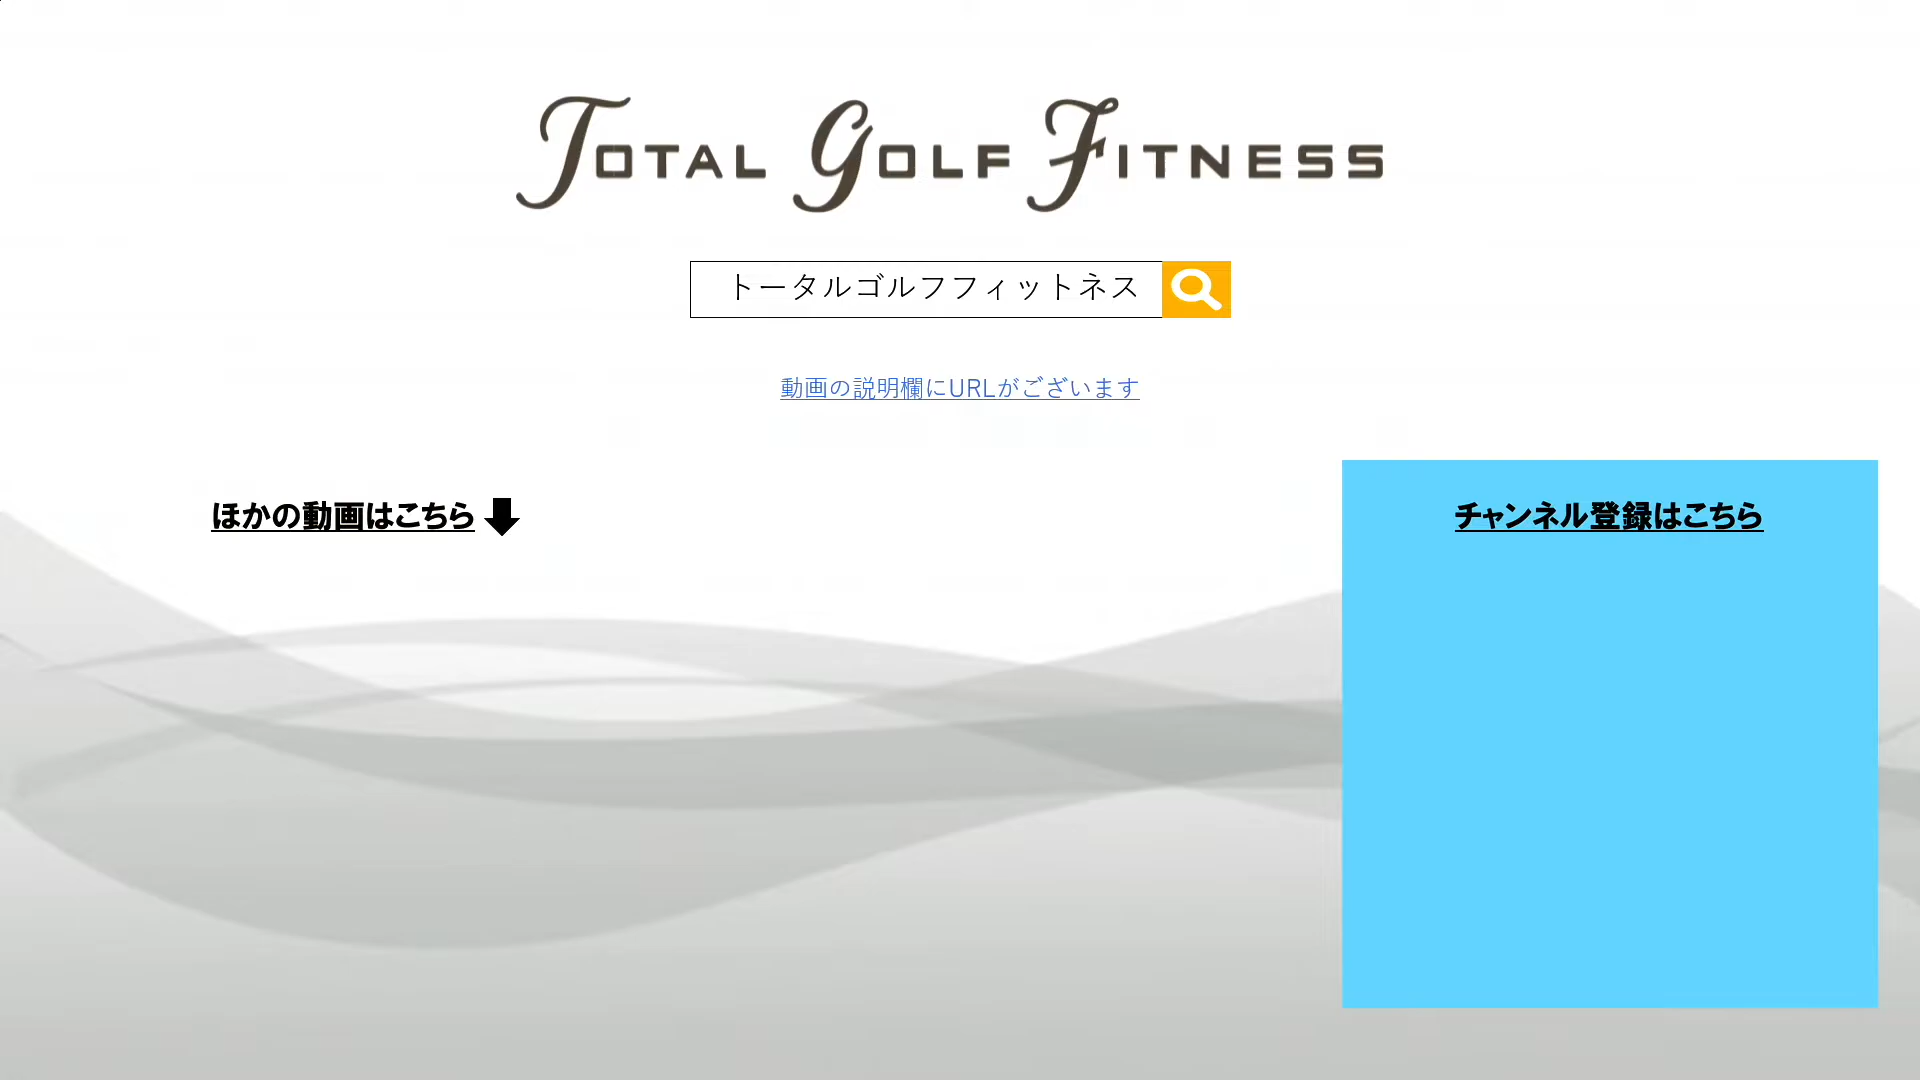 TOTAL GOLF FITNESS
トータルゴルフフィットネス
動画の説明欄にURLがございます
ほかの動画はこちら
チャンネル登録はこちら